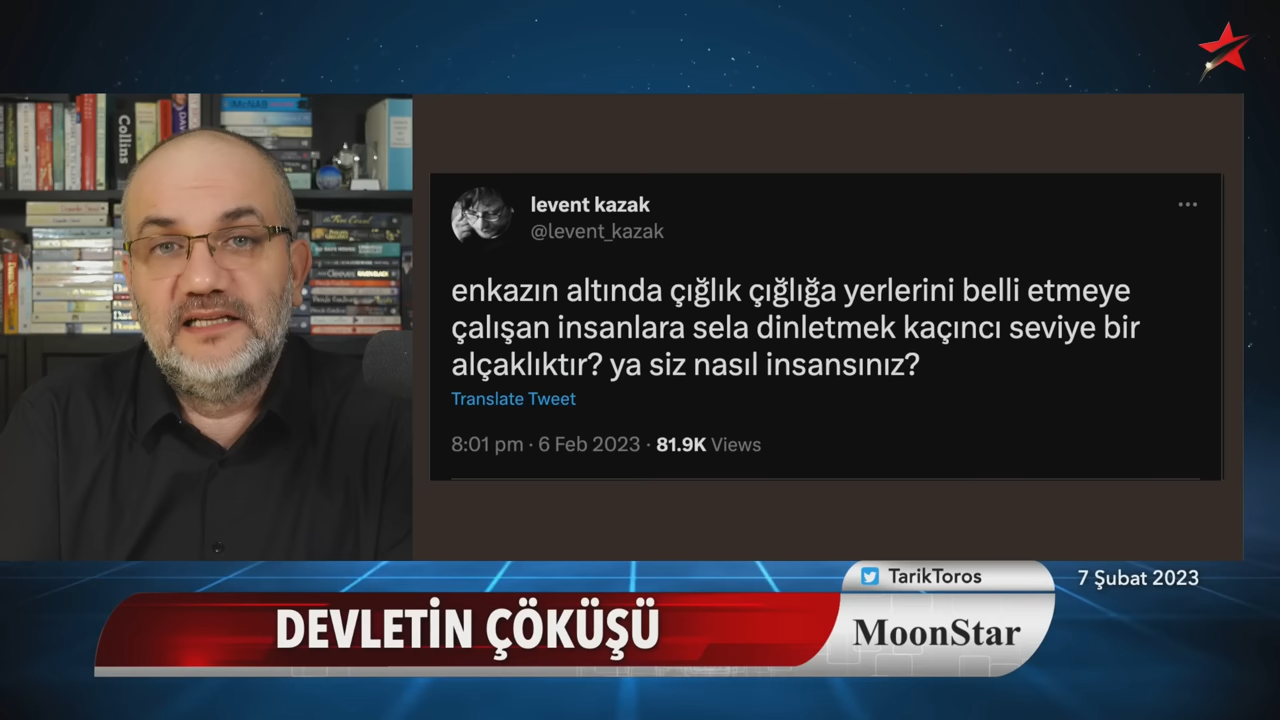 Collins
levent kazak
@levent_kazak
enkazın altında çığlık çığlığa yerlerini belli etmeye
çalışan insanlara sela dinletmek kaçıncı seviye bir
alçaklıktır? ya siz nasıl insansınız?
Translate Tweet
8:01 pm · 6 Feb 2023 · 81.9K Views
TarikToros
7 Şubat 2023
DEVLETİN ÇÖKÜŞÜ
MoonStar